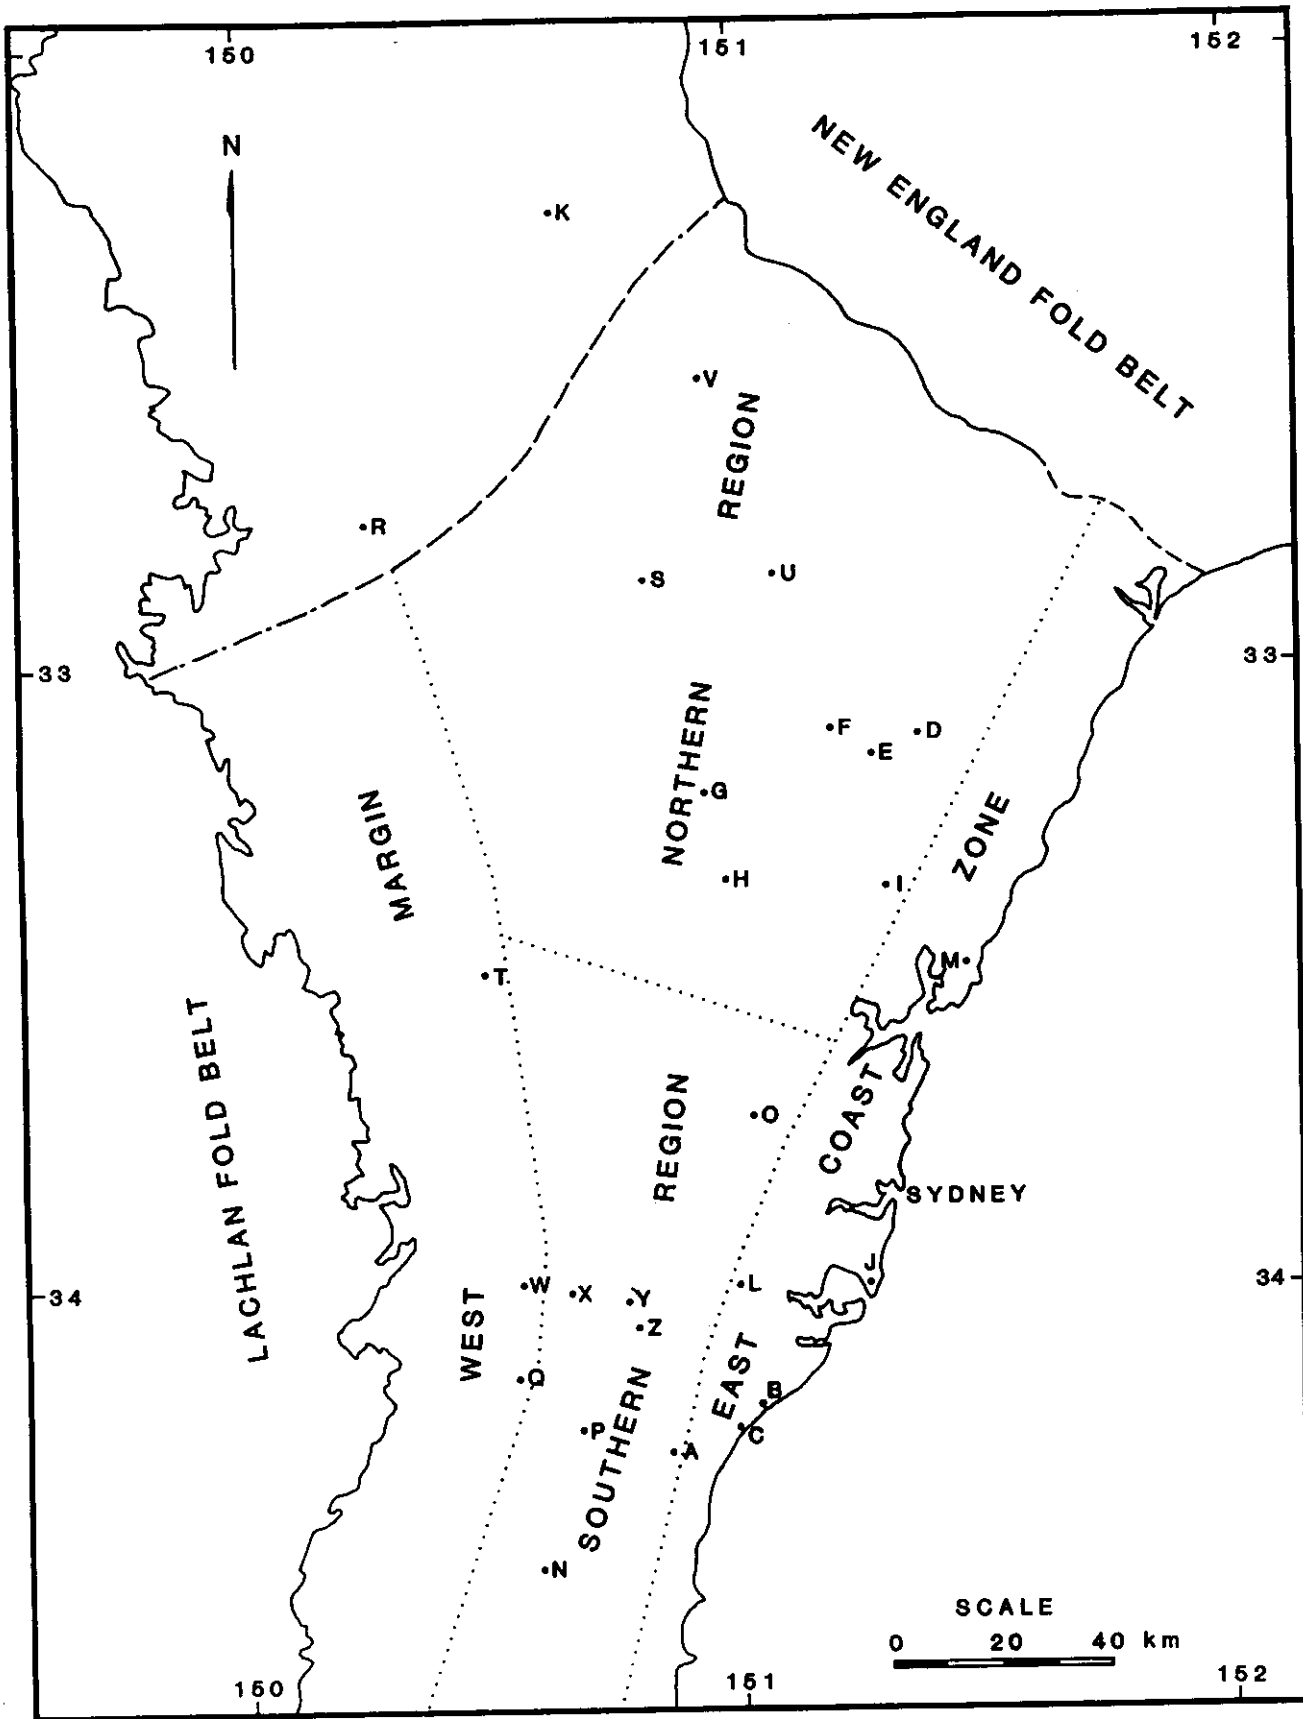 150
151
152
N
NEW ENGLAND FOLD BELT
K
V
REGION
R
S
U
33
33
F
D
E
G
NORTHERN
MARGIN
H
I
ZONE
M
T
LACHLAN FOLD BELT
REGION
O
COAST
SYDNEY
J
34
34
W
X
Y
L
Z
WEST
Q
EAST
B
C
P
A
SOUTHERN
N
SCALE
0 20 40 km
150
151
152